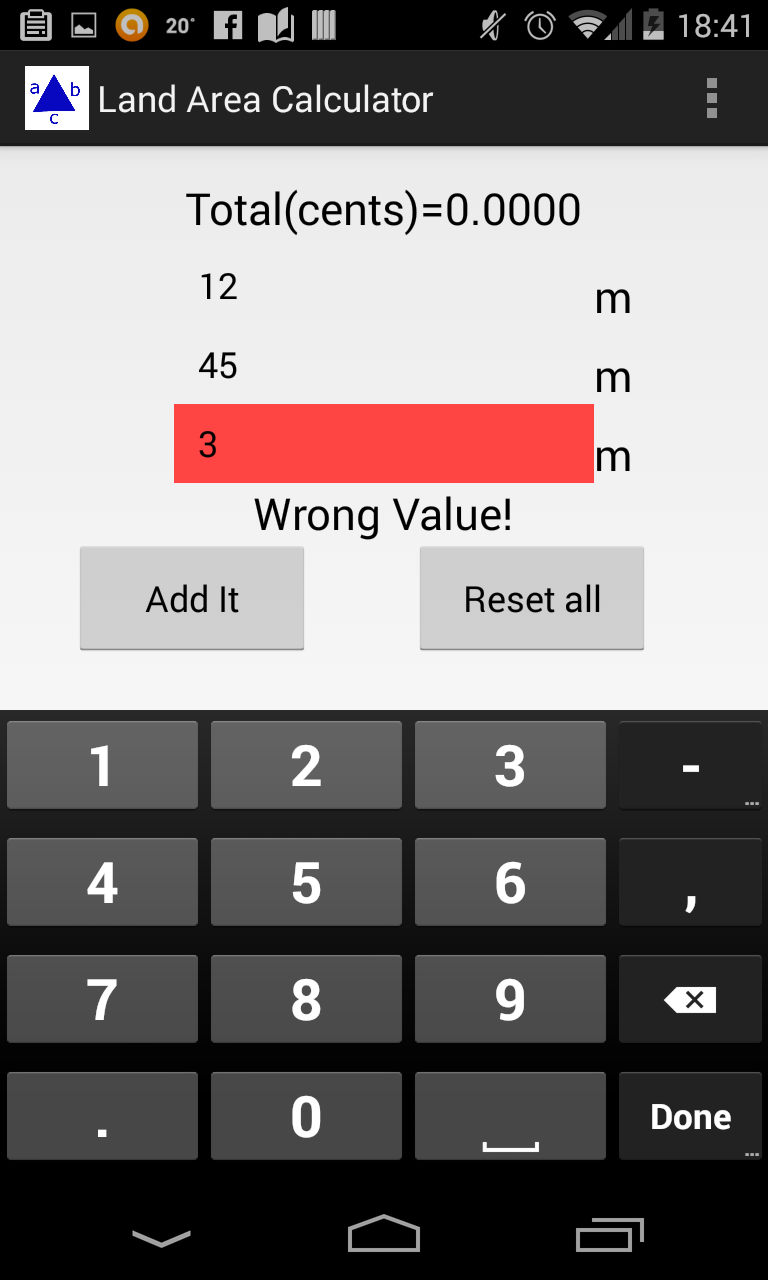 20°
18:41
a b
c
Land Area Calculator
Total(cents)=0.0000
12 m
45 m
3 m
Wrong Value!
Add It Reset all
1 2 3 -
4 5 6 ,
7 8 9
. 0 Done